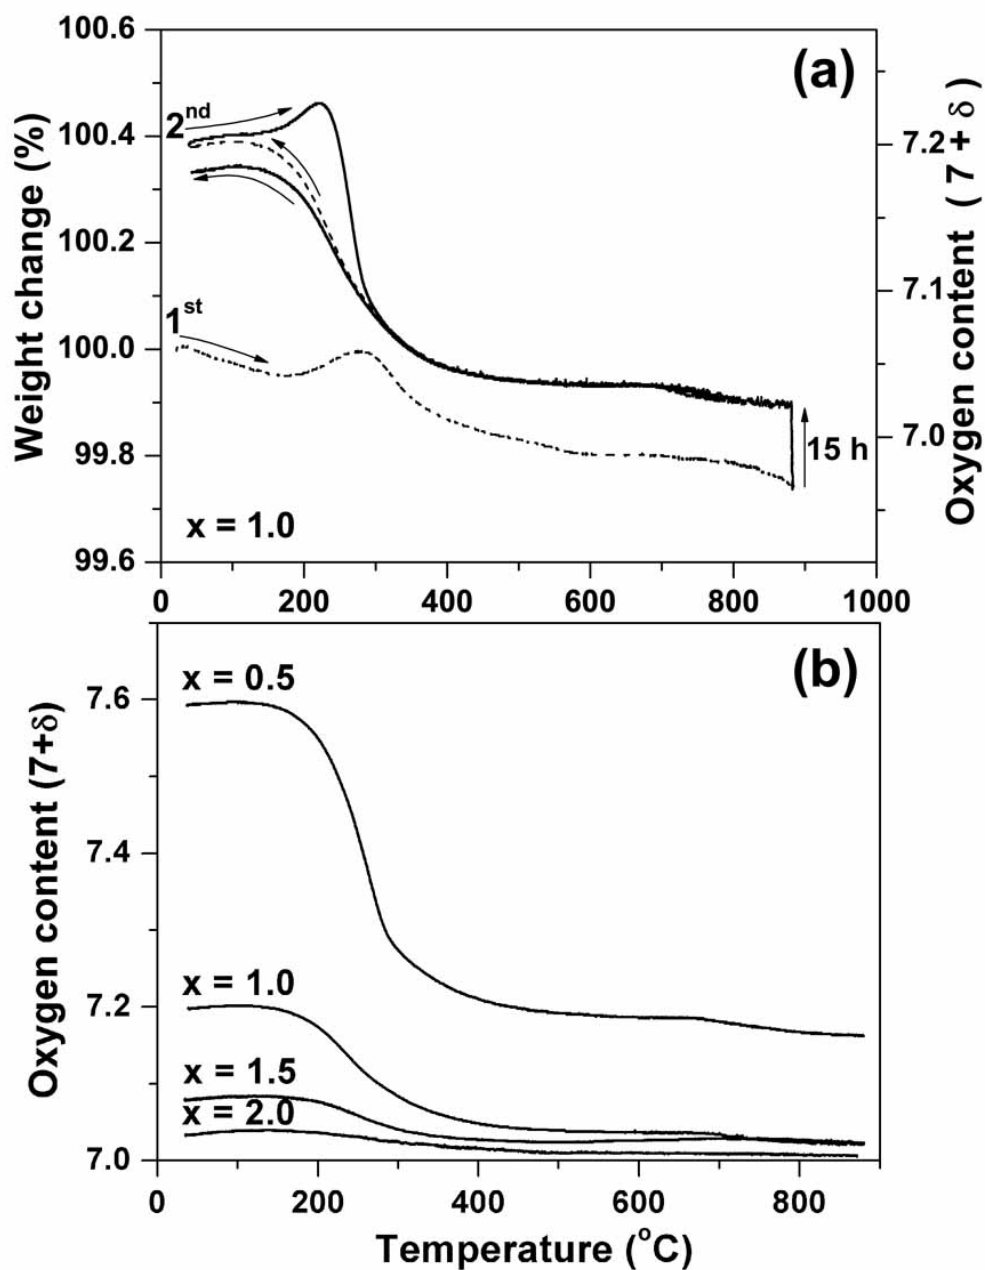 (a)
Weight change (%)
100.6
100.4
100.2
100.0
99.8
99.6
2nd
1st
15 h
x = 1.0
7.2
7.1
7.0
Oxygen content ( 7 + δ )
0 200 400 600 800 1000
(b)
Oxygen content (7+δ)
7.6
7.4
7.2
7.0
x = 0.5
x = 1.0
x = 1.5
x = 2.0
0 200 400 600 800
Temperature (°C)